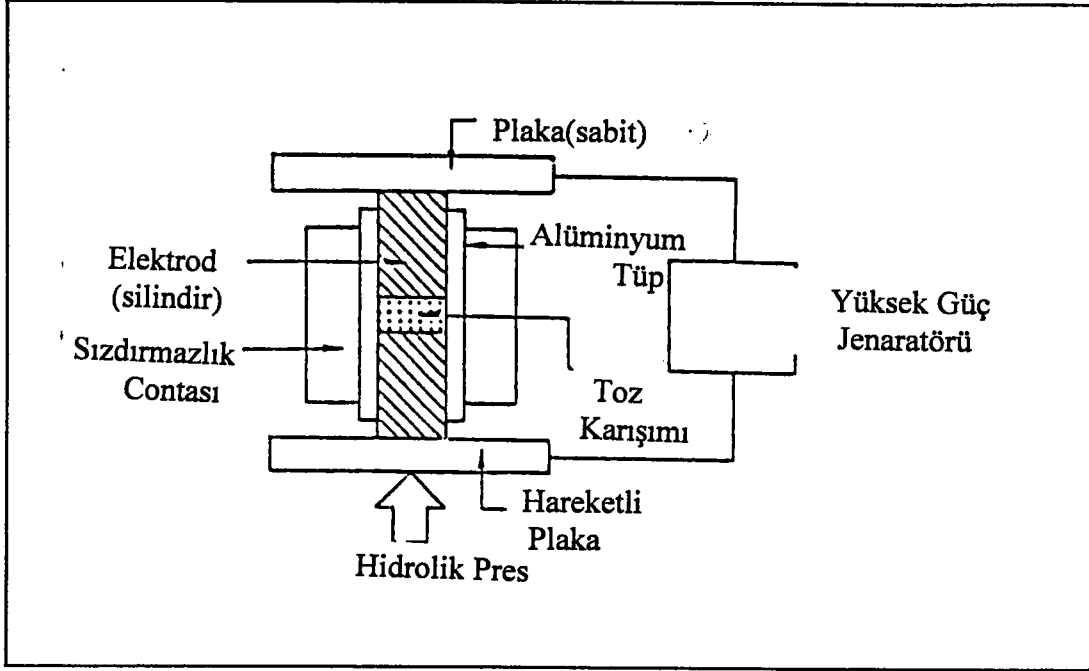 Plaka(sabit)
Elektrod
(silindir)
Alüminyum
Tüp
Yüksek Güç
Jenaratörü
Sızdırmazlık
Contası
Toz
Karışımı
Hareketli
Plaka
Hidrolik Pres